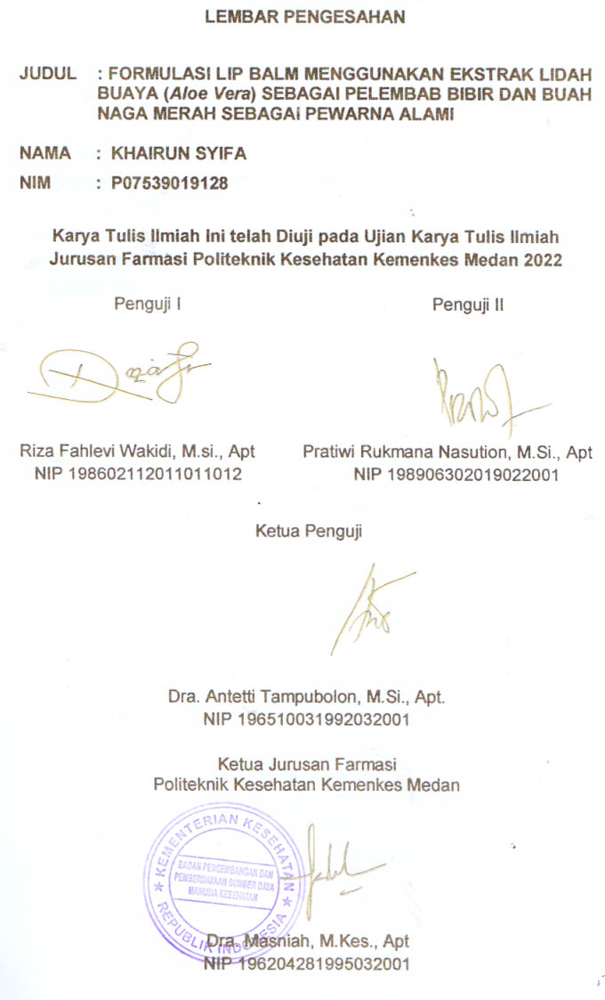 LEMBAR PENGESAHAN
JUDUL : FORMULASI LIP BALM MENGGUNAKAN EKSTRAK LIDAH
BUAYA (Aloe Vera) SEBAGAI PELEMBAB BIBIR DAN BUAH
NAGA MERAH SEBAGAi PEWARNA ALAMI
NAMA : KHAIRUN SYIFA
NIM : P07539019128
Karya Tulis Ilmiah Ini telah Diuji pada Ujian Karya Tulis Ilmiah
Jurusan Farmasi Politeknik Kesehatan Kemenkes Medan 2022
Penguji I Penguji II
Riza Fahlevi Wakidi, M.si., Apt Pratiwi Rukmana Nasution, M.Si., Apt
NIP 198602112011011012 NIP 198906302019022001
Ketua Penguji
Dra. Antetti Tampubolon, M.Si., Apt.
NIP 196510031992032001
Ketua Jurusan Farmasi
Politeknik Kesehatan Kemenkes Medan
KEMENTERIAN KESEHATAN
BADAN PENGEMBANGAN DAN
PEMBERDAYAAN SUMBER DAYA
MANUSIA KESEHATAN
REPUBLIK INDONESIA
Dra. Masniah, M.Kes., Apt
NIP 196204281995032001